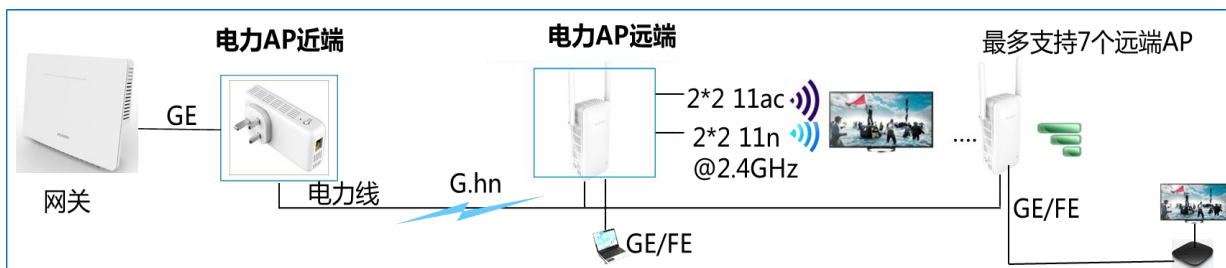 电力AP近端
电力AP远端
最多支持7个远端AP
GE
2*2 11ac
2*2 11n
@2.4GHz
....
网关
电力线
G.hn
GE/FE
GE/FE